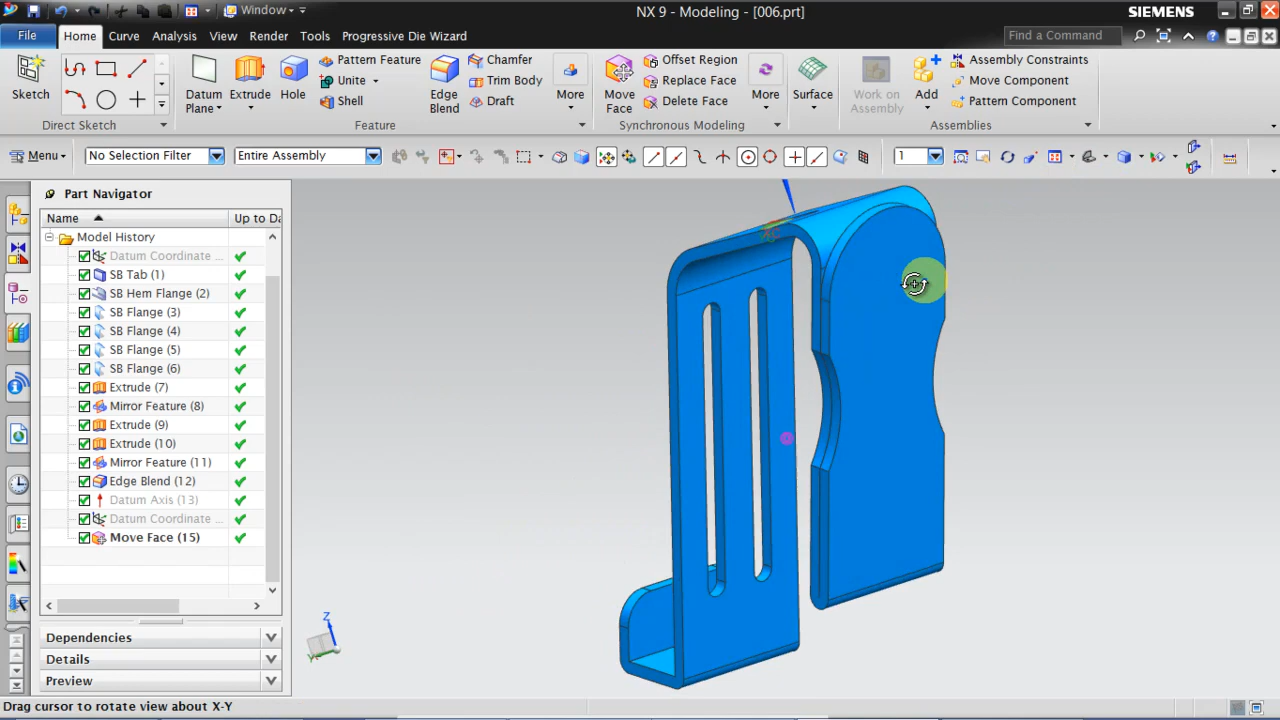 Window
NX 9 - Modeling - [006.prt]
SIEMENS
File
Home
Curve
Analysis
View
Render
Tools
Progressive Die Wizard
Find a Command
Sketch
Direct Sketch
Datum Plane
Extrude
Hole
Pattern Feature
Unite
Shell
Edge Blend
Chamfer
Trim Body
Draft
More
Feature
Move Face
Offset Region
Replace Face
Delete Face
More
Synchronous Modeling
Surface
Work on Assembly
Add
Assembly Constraints
Move Component
Pattern Component
Assemblies
Menu
No Selection Filter
Entire Assembly
1
Part Navigator
Name
Up to Da
Model History
Datum Coordinate ...
SB Tab (1)
SB Hem Flange (2)
SB Flange (3)
SB Flange (4)
SB Flange (5)
SB Flange (6)
Extrude (7)
Mirror Feature (8)
Extrude (9)
Extrude (10)
Mirror Feature (11)
Edge Blend (12)
Datum Axis (13)
Datum Coordinate ...
Move Face (15)
Dependencies
Details
Preview
Z
Drag cursor to rotate view about X-Y